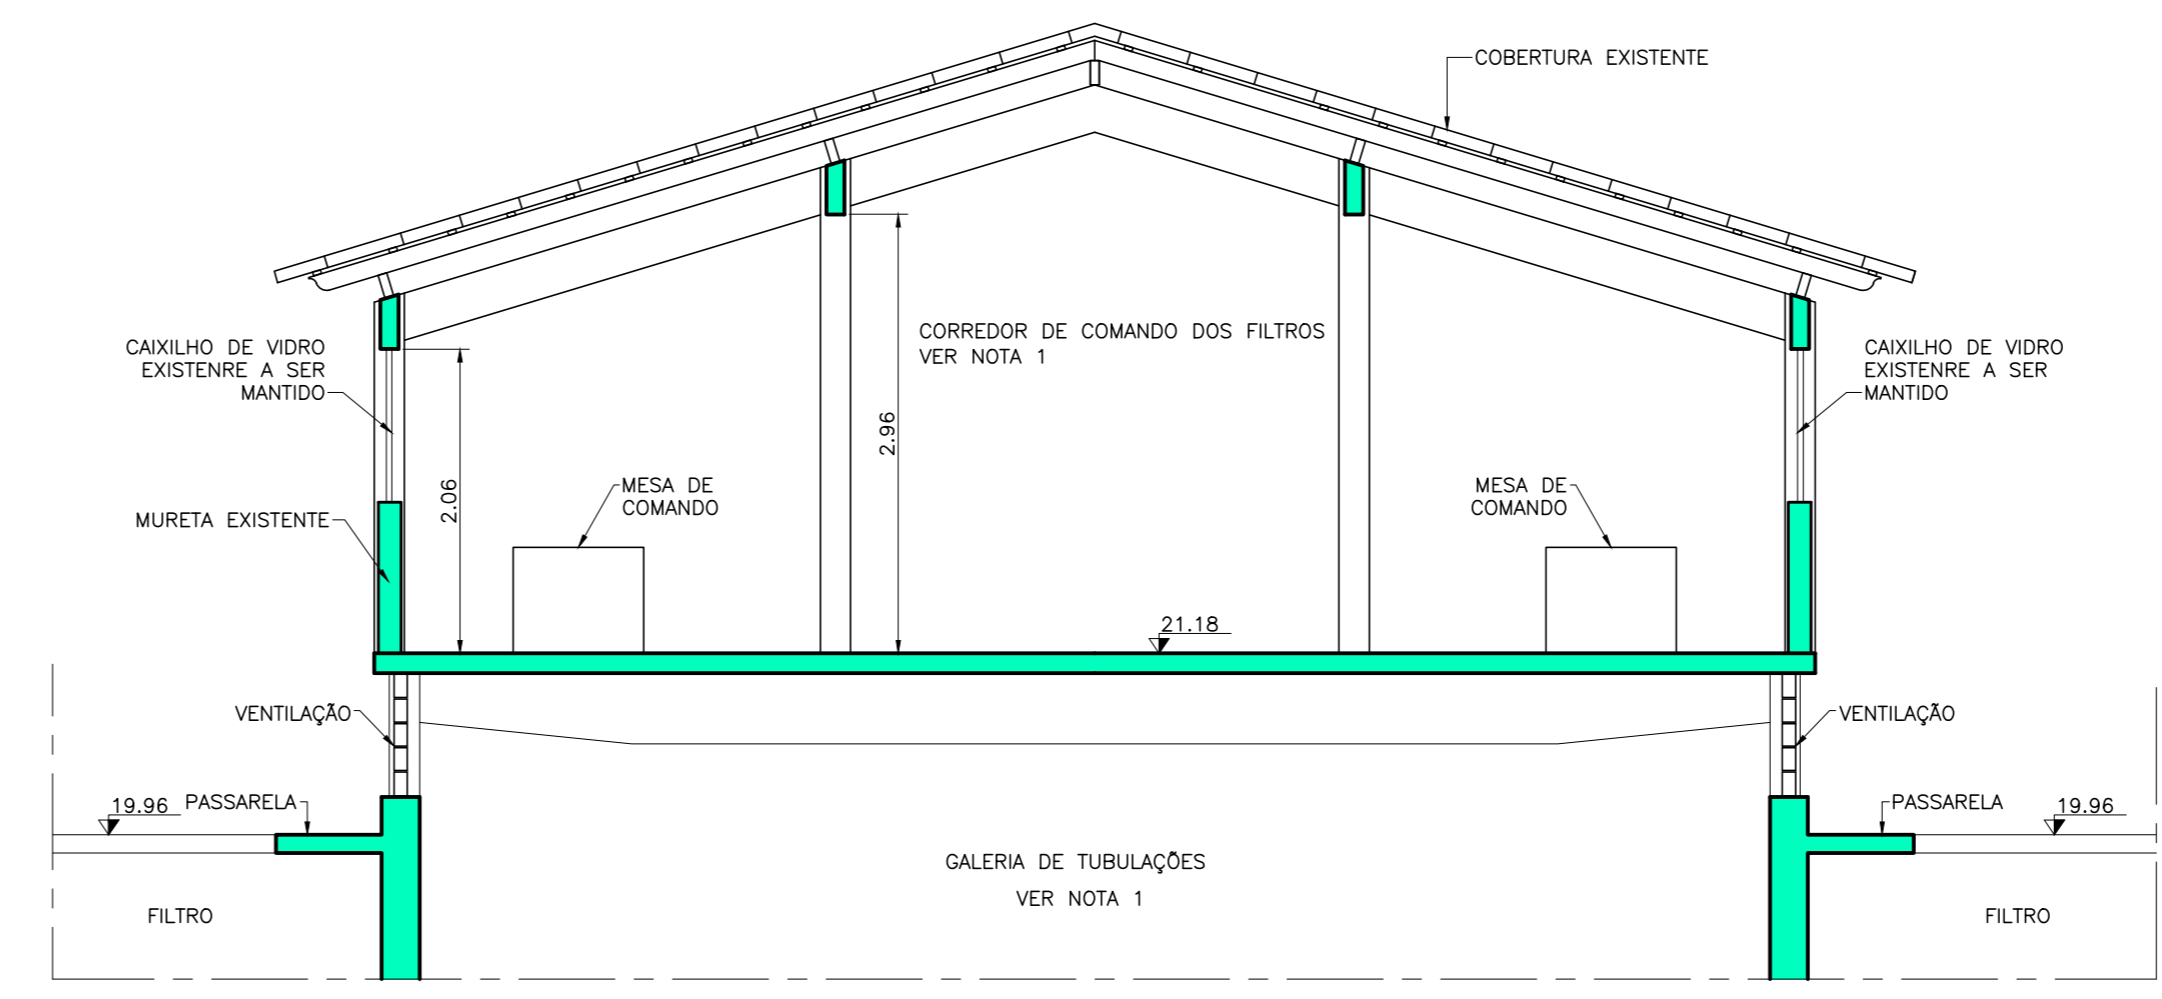 COBERTURA EXISTENTE
CORREDOR DE COMANDO DOS FILTROS
VER NOTA 1
CAIXILHO DE VIDRO
EXISTENRE A SER
MANTIDO
CAIXILHO DE VIDRO
EXISTENRE A SER
MANTIDO
2.96
2.06
MESA DE
COMANDO
MESA DE
COMANDO
MURETA EXISTENTE
21.18
VENTILAÇÃO
VENTILAÇÃO
19.96
PASSARELA
PASSARELA
19.96
GALERIA DE TUBULAÇÕES
VER NOTA 1
FILTRO
FILTRO